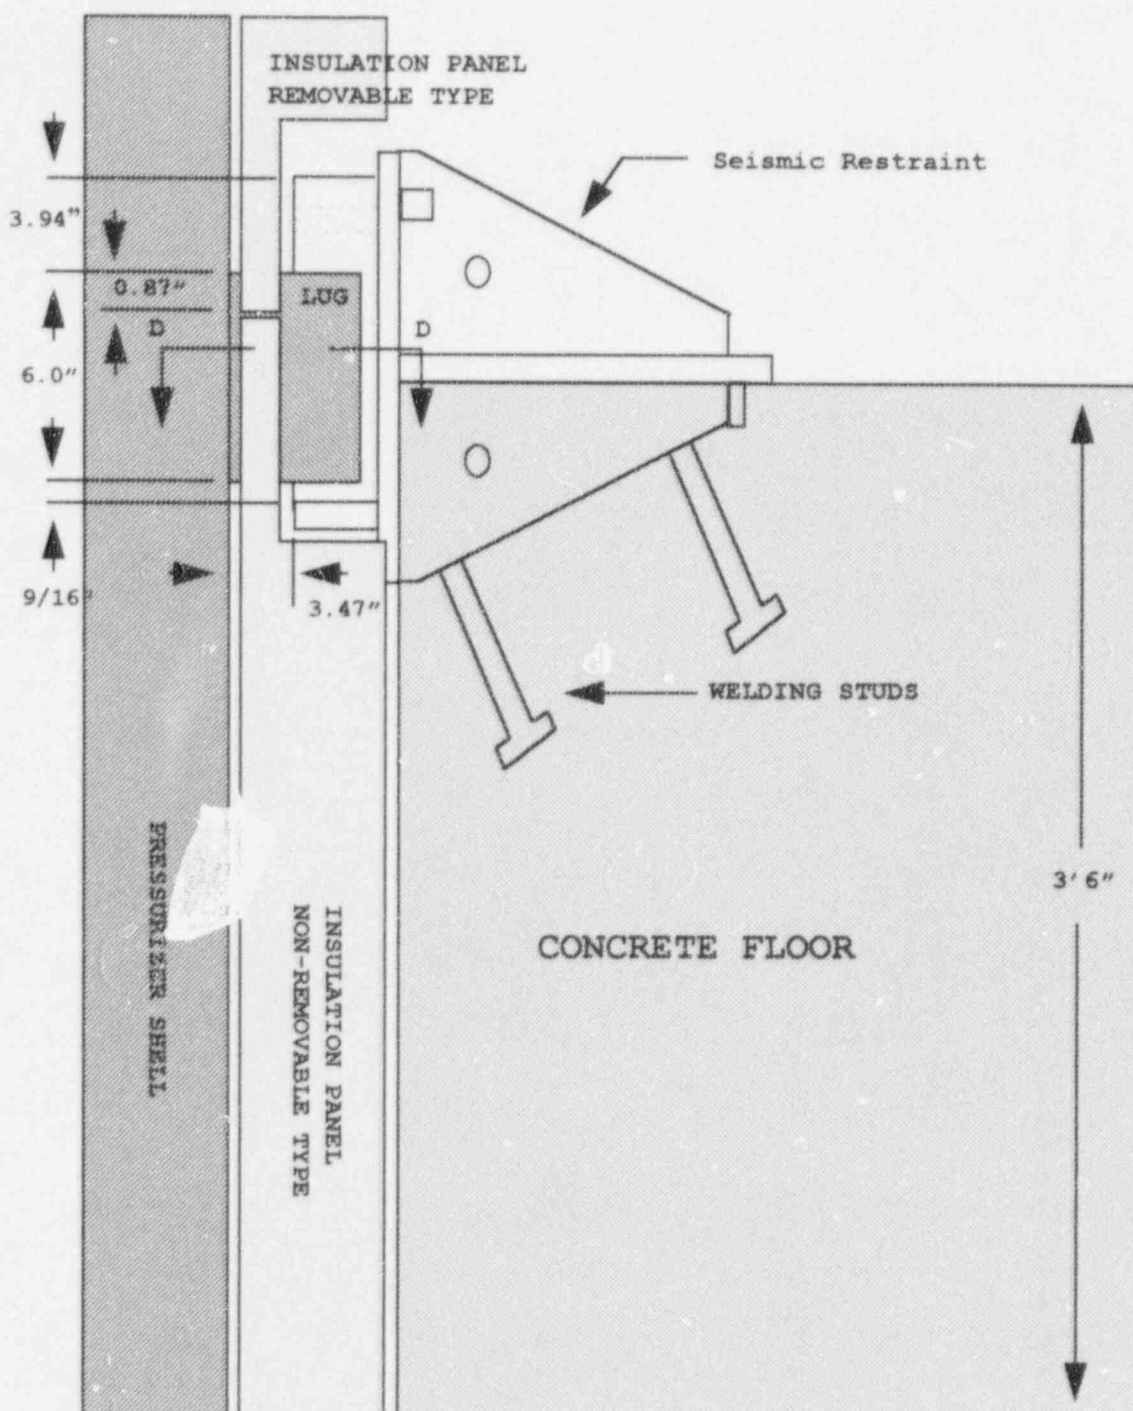 INSULATION PANEL
REMOVABLE TYPE
Seismic Restraint
3.94"
0.87"
LUG
D
D
6.0"
9/16"
3.47"
WELDING STUDS
PRESSURIZER SHELL
INSULATION PANEL
NON-REMOVABLE TYPE
3'6"
CONCRETE FLOOR